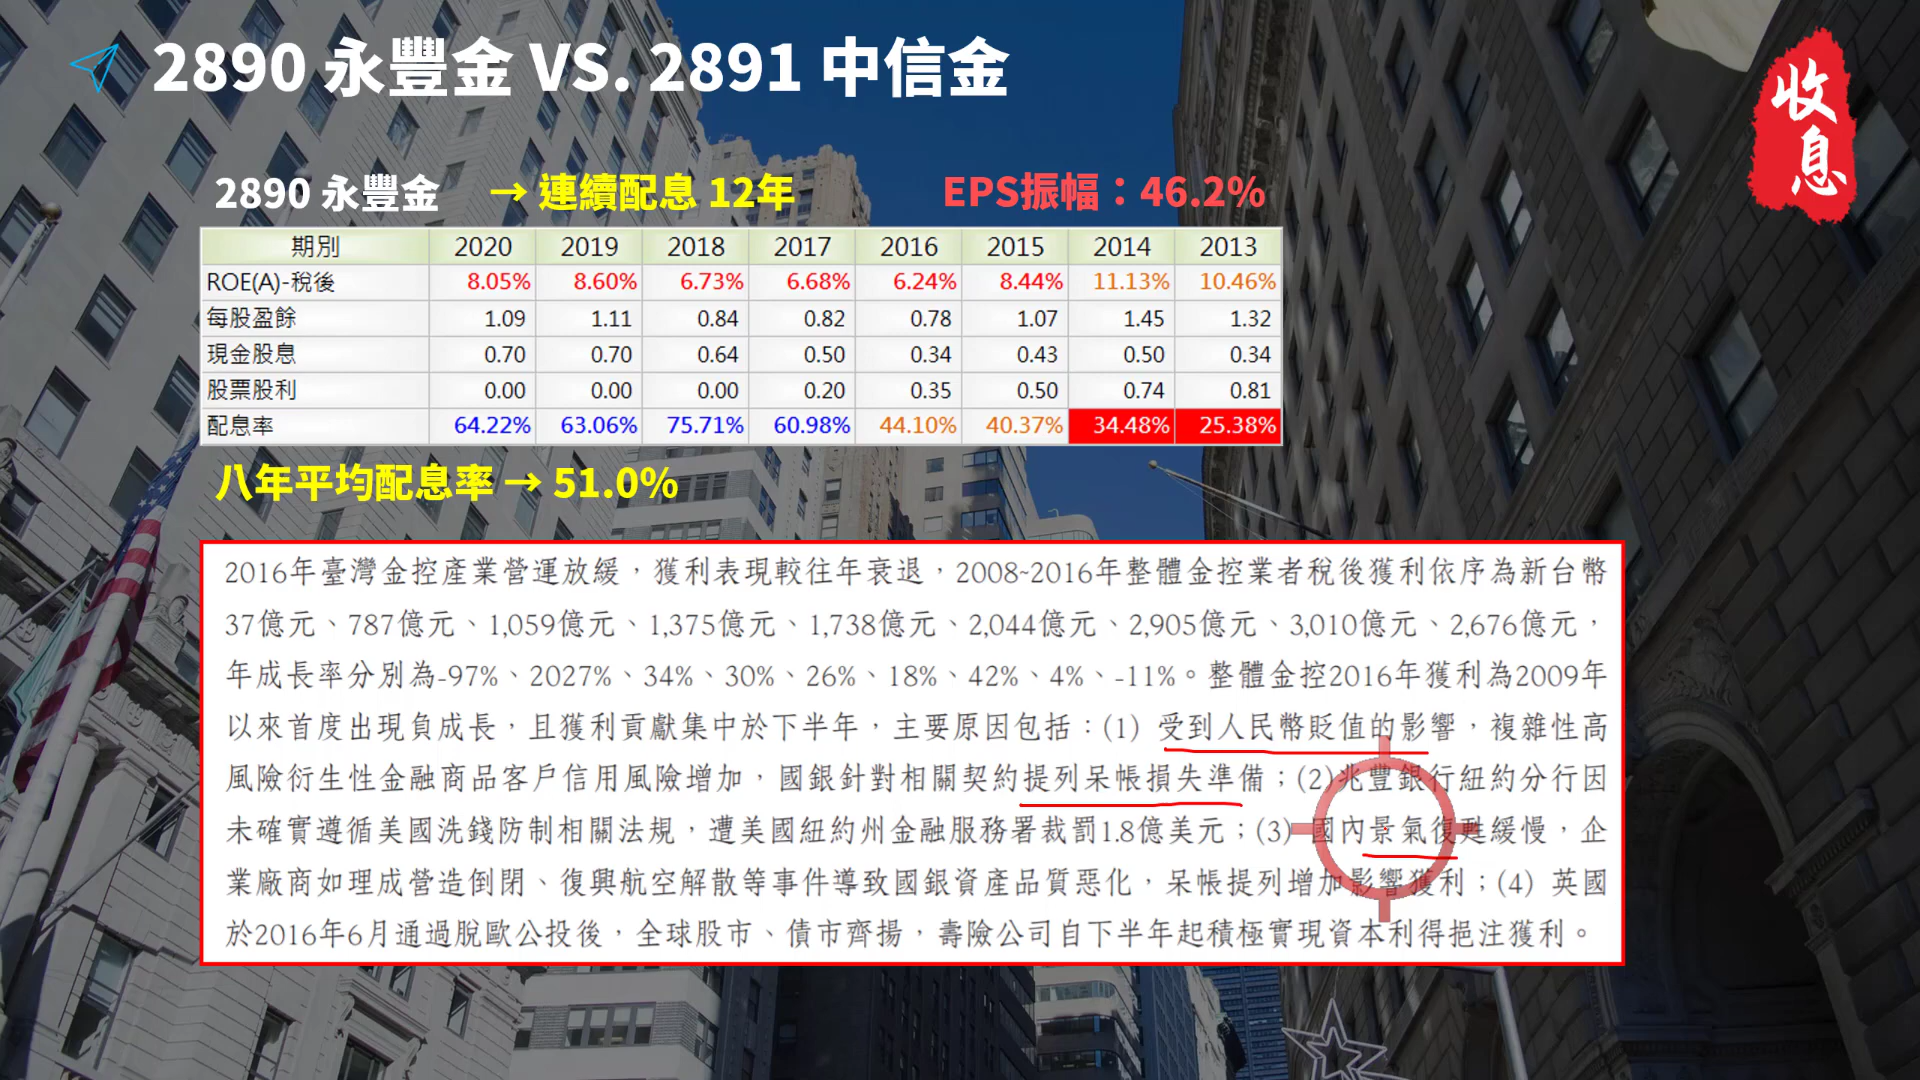 2890 永豐金 VS. 2891 中信金
收息
2890 永豐金 → 連續配息 12年 EPS振幅：46.2%
期別 2020 2019 2018 2017 2016 2015 2014 2013
ROE(A)-稅後 8.05% 8.60% 6.73% 6.68% 6.24% 8.44% 11.13% 10.46%
每股盈餘 1.09 1.11 0.84 0.82 0.78 1.07 1.45 1.32
現金股息 0.70 0.70 0.64 0.50 0.34 0.43 0.50 0.34
股票股利 0.00 0.00 0.00 0.20 0.35 0.50 0.74 0.81
配息率 64.22% 63.06% 75.71% 60.98% 44.10% 40.37% 34.48% 25.38%
八年平均配息率 → 51.0%
2016年臺灣金控產業營運放緩，獲利表現較往年衰退，2008~2016年整體金控業者稅後獲利依序為新台幣
37億元、787億元、1,059億元、1,375億元、1,738億元、2,044億元、2,905億元、3,010億元、2,676億元，
年成長率分別為-97%、2027%、34%、30%、26%、18%、42%、4%、-11%。整體金控2016年獲利為2009年
以來首度出現負成長，且獲利貢獻集中於下半年，主要原因包括：(1) 受到人民幣貶值的影響，複雜性高
風險衍生性金融商品客戶信用風險增加，國銀針對相關契約提列呆帳損失準備；(2)兆豐銀行紐約分行因
未確實遵循美國洗錢防制相關法規，遭美國紐約州金融服務署裁罰1.8億美元；(3) 國內景氣復甦緩慢，企
業廠商如理成營造倒閉、復興航空解散等事件導致國銀資產品質惡化，呆帳提列增加影響獲利；(4) 英國
於2016年6月通過脫歐公投後，全球股市、債市齊揚，壽險公司自下半年起積極實現資本利得挹注獲利。